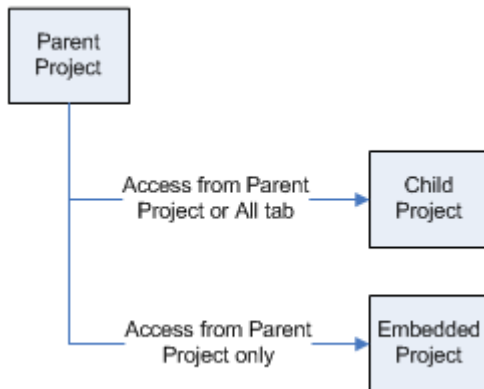 Parent
Project
Access from Parent
Project or All tab
Child
Project
Access from Parent
Project only
Embedded
Project